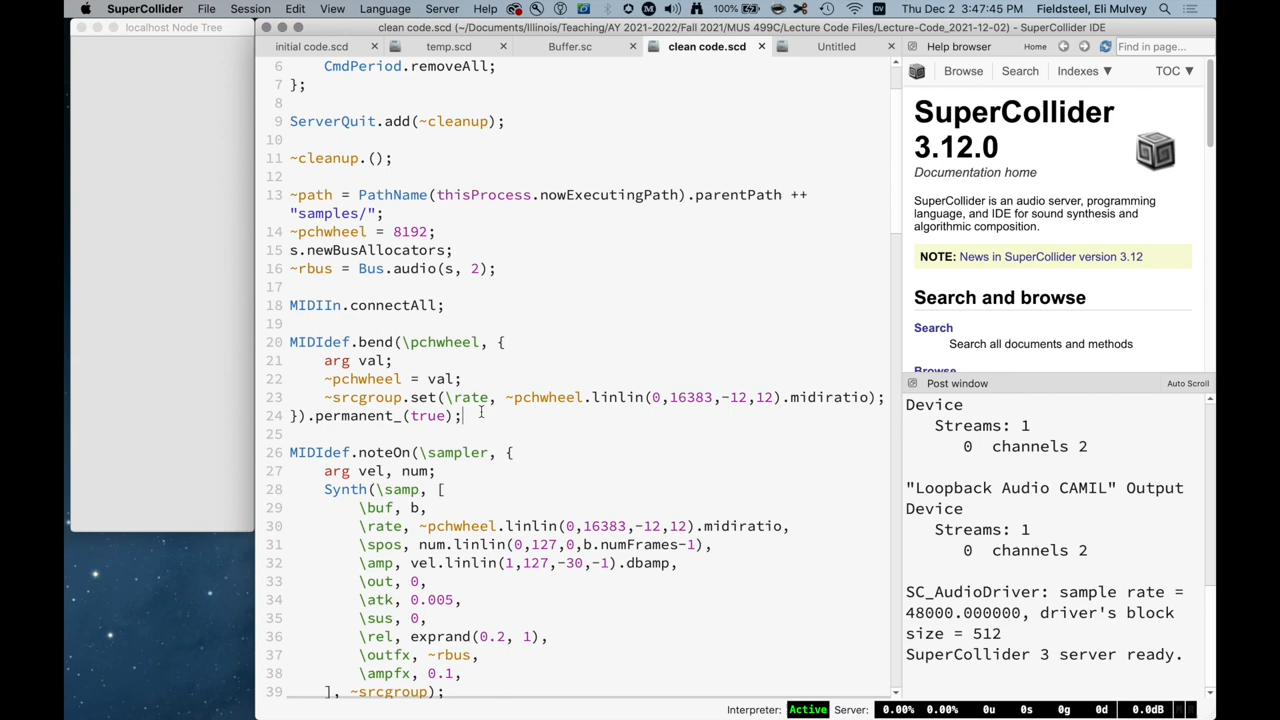 SuperCollider File Session Edit View Language Server Help 100% Thu Dec 2 3:47:45 PM Fieldsteel, Eli Mulvey
localhost Node Tree
clean code.scd (~/Documents/Illinois/Teaching/AY 2021-2022/Fall 2021/MUS 499C/Lecture Code Files/Lecture-Code_2021-12-02) - SuperCollider IDE
initial code.scd temp.scd Buffer.sc clean code.scd Untitled
6 CmdPeriod.removeAll;
7 };
8
9 ServerQuit.add(~cleanup);
10
11 ~cleanup.();
12
13 ~path = PathName(thisProcess.nowExecutingPath).parentPath ++
"samples/";
14 ~pchwheel = 8192;
15 s.newBusAllocators;
16 ~rbus = Bus.audio(s, 2);
17
18 MIDIIn.connectAll;
19
20 MIDIdef.bend(\pchwheel, {
21 arg val;
22 ~pchwheel = val;
23 ~srcgroup.set(\rate, ~pchwheel.linlin(0,16383,-12,12).midiratio);
24 }).permanent_(true);
25
26 MIDIdef.noteOn(\sampler, {
27 arg vel, num;
28 Synth(\samp, [
29 \buf, b,
30 \rate, ~pchwheel.linlin(0,16383,-12,12).midiratio,
31 \spos, num.linlin(0,127,0,b.numFrames-1),
32 \amp, vel.linlin(1,127,-30,-1).dbamp,
33 \out, 0,
34 \atk, 0.005,
35 \sus, 0,
36 \rel, exprand(0.2, 1),
37 \outfx, ~rbus,
38 \ampfx, 0.1,
39 ], ~srcgroup);
Help browser Home Find in page...
Browse Search Indexes ▼ TOC ▼
SuperCollider
3.12.0
Documentation home
SuperCollider is an audio server, programming
language, and IDE for sound synthesis and
algorithmic composition.
NOTE: News in SuperCollider version 3.12
Search and browse
Search
Search all documents and methods
Browse
Post window Auto Scroll
Device
Streams: 1
0 channels 2
"Loopback Audio CAMIL" Output
Device
Streams: 1
0 channels 2
SC_AudioDriver: sample rate =
48000.000000, driver's block
size = 512
SuperCollider 3 server ready.
Interpreter: Active Server: 0.00% 0.00% 0u 0s 0g 0d 0.0dB M R